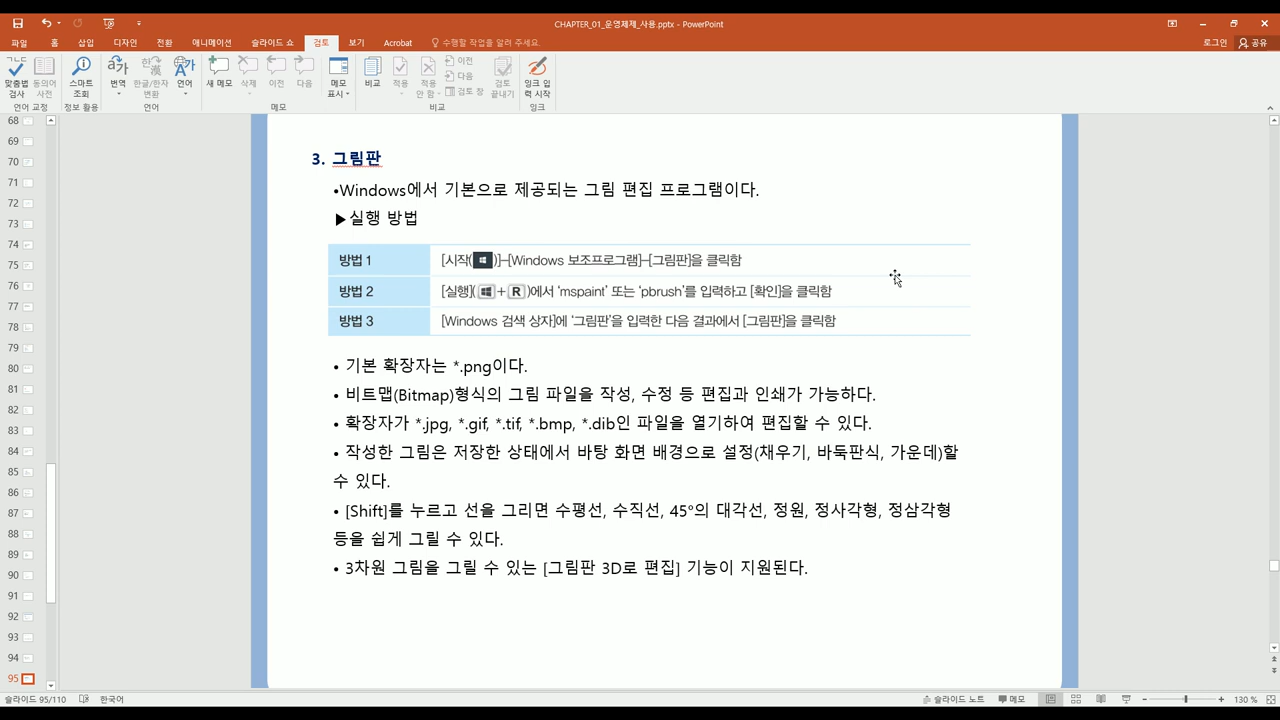 CHAPTER_01_운영체제_사용.pptx - PowerPoint
파일 홈 삽입 디자인 전환 애니메이션 슬라이드 쇼 검토 보기 Acrobat 수행할 작업을 알려 주세요. 로그인 공유
맞춤법 검사 동의어 사전 스마트 조회 번역 한글/한자 변환 언어 새 메모 삭제 이전 다음 메모 표시 비교 적용 적용 안 함 이전 다음 검토 창 검토 끝내기 잉크 입력 시작
언어 교정 정보 활용 언어 메모 비교 잉크
68
69
70
71
72
73
74
75
76
77
78
79
80
81
82
83
84
85
86
87
88
89
90
91
92
93
94
95
3. 그림판
•Windows에서 기본으로 제공되는 그림 편집 프로그램이다.
▶실행 방법
방법 1 [시작( )]-[Windows 보조프로그램]-[그림판]을 클릭함
방법 2 [실행]( +R)에서 ‘mspaint’ 또는 ‘pbrush’를 입력하고 [확인]을 클릭함
방법 3 [Windows 검색 상자]에 ‘그림판’을 입력한 다음 결과에서 [그림판]을 클릭함
• 기본 확장자는 *.png이다.
• 비트맵(Bitmap)형식의 그림 파일을 작성, 수정 등 편집과 인쇄가 가능하다.
• 확장자가 *.jpg, *.gif, *.tif, *.bmp, *.dib인 파일을 열기하여 편집할 수 있다.
• 작성한 그림은 저장한 상태에서 바탕 화면 배경으로 설정(채우기, 바둑판식, 가운데)할
수 있다.
• [Shift]를 누르고 선을 그리면 수평선, 수직선, 45°의 대각선, 정원, 정사각형, 정삼각형
등을 쉽게 그릴 수 있다.
• 3차원 그림을 그릴 수 있는 [그림판 3D로 편집] 기능이 지원된다.
슬라이드 95/110 한국어 슬라이드 노트 메모 130 %